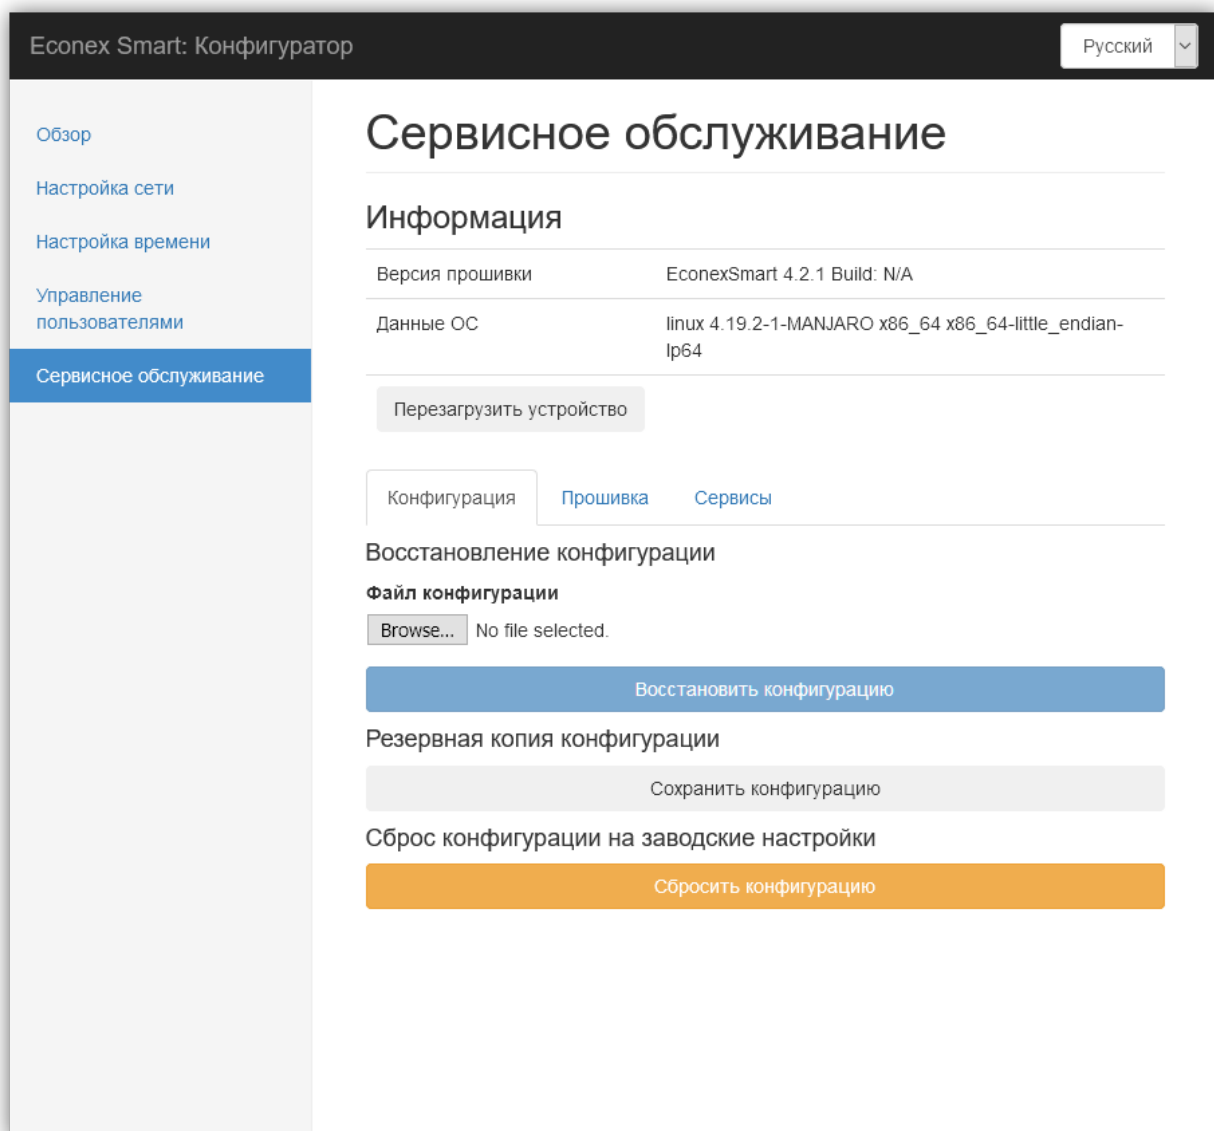 Econex Smart: Конфигуратор
Русский
Обзор
Настройка сети
Настройка времени
Управление
пользователями
Сервисное обслуживание
Сервисное обслуживание
Информация
Версия прошивки EconexSmart 4.2.1 Build: N/A
Данные ОС linux 4.19.2-1-MANJARO x86_64 x86_64-little_endian-
lp64
Перезагрузить устройство
Конфигурация Прошивка Сервисы
Восстановление конфигурации
Файл конфигурации
Browse... No file selected.
Восстановить конфигурацию
Резервная копия конфигурации
Сохранить конфигурацию
Сброс конфигурации на заводские настройки
Сбросить конфигурацию